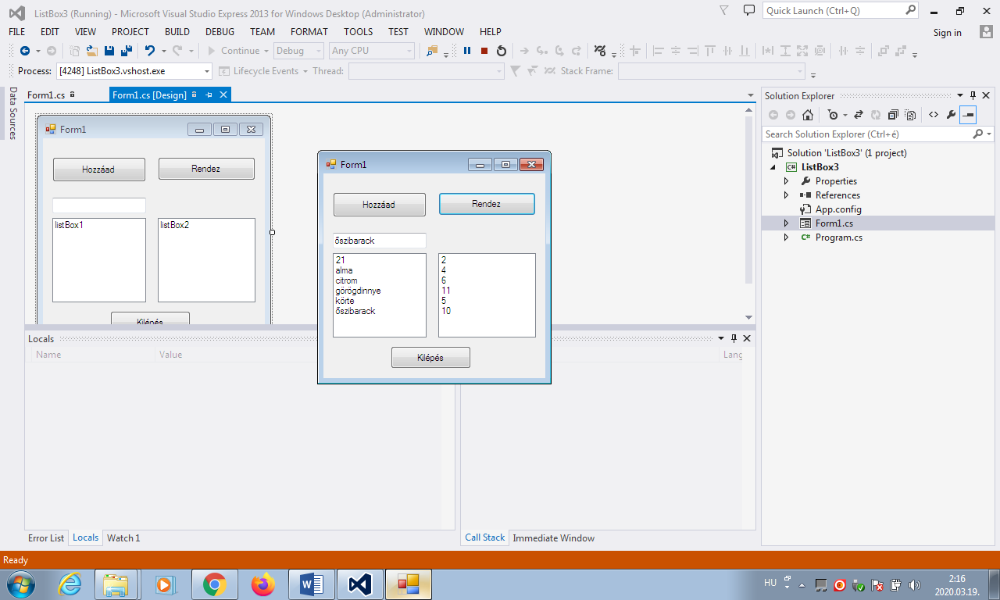 ListBox3 (Running) - Microsoft Visual Studio Express 2013 for Windows Desktop (Administrator)
Quick Launch (Ctrl+Q)
FILE EDIT VIEW PROJECT BUILD DEBUG TEAM FORMAT TOOLS TEST WINDOW HELP
Sign in
Continue Debug Any CPU
Process: [4248] ListBox3.vshost.exe Lifecycle Events Thread: Stack Frame:
Data Sources
Form1.cs Form1.cs [Design]
Form1
Hozzáad Rendez
listBox1 listBox2
Kilépés
Form1
Hozzáad Rendez
őszibarack
21 2
alma 4
citrom 6
görögdinnye 11
körte 5
őszibarack 10
Kilépés
Solution Explorer
Search Solution Explorer (Ctrl+é)
Solution 'ListBox3' (1 project)
ListBox3
Properties
References
App.config
Form1.cs
Program.cs
Locals
Name Value
Lang
Error List Locals Watch 1
Call Stack Immediate Window
Ready
HU 2:16
2020.03.19.